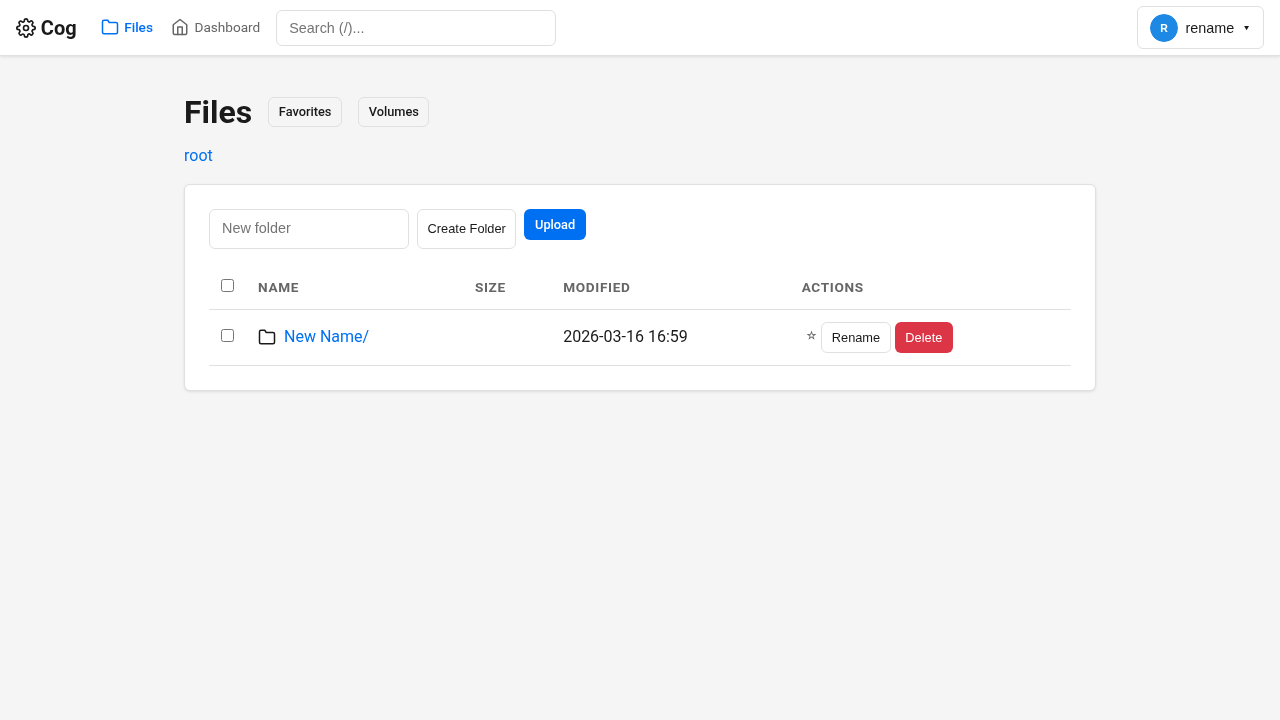 Cog Files Dashboard Search (/)... R rename ▾
Files Favorites Volumes
root
New folder Create Folder Upload
NAME SIZE MODIFIED ACTIONS
New Name/ 2026-03-16 16:59 ☆ Rename Delete